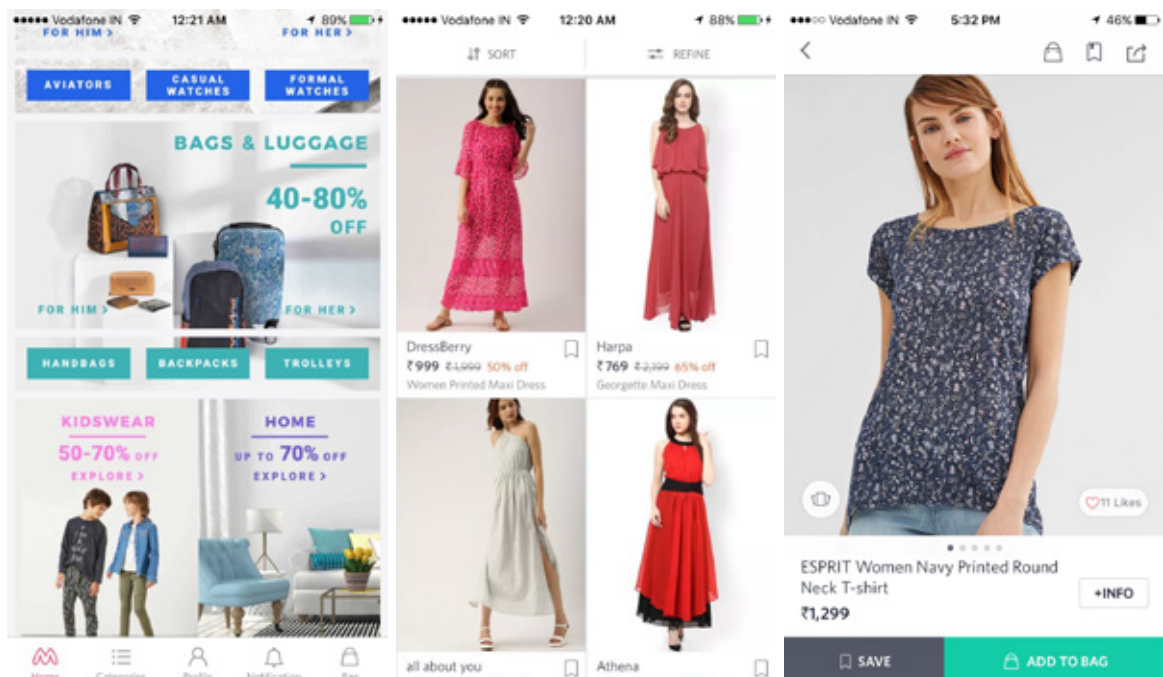 Vodafone IN 12:21 AM 89%
FOR HIM > FOR HER >
AVIATORS
CASUAL
WATCHES
FORMAL
WATCHES
BAGS & LUGGAGE
40-80%
OFF
FOR HIM > FOR HER >
HANDBAGS BACKPACKS TROLLEYS
KIDSWEAR
50-70% OFF
EXPLORE >
HOME
UP TO 70% OFF
EXPLORE >
Home Categories Profile Notification Bag
Vodafone IN 12:20 AM 88%
SORT REFINE
DressBerry
₹999 ₹1,999 50% off
Women Printed Maxi Dress
Harpa
₹769 ₹2,199 65% off
Georgette Maxi Dress
all about you
Athena
Vodafone IN 5:32 PM 46%
11 Likes
ESPRIT Women Navy Printed Round
Neck T-shirt
₹1,299
+INFO
SAVE ADD TO BAG